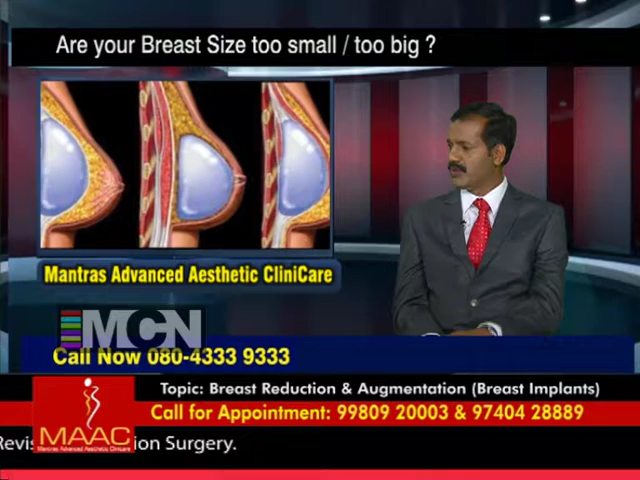 Are your Breast Size too small / too big ?
Mantras Advanced Aesthetic CliniCare
MCN
Call Now 080-4333 9333
Topic: Breast Reduction & Augmentation (Breast Implants)
Call for Appointment: 99809 20003 & 97404 28889
MAAC
Mantras Advanced Aesthetic Clinicare
ion Surgery.